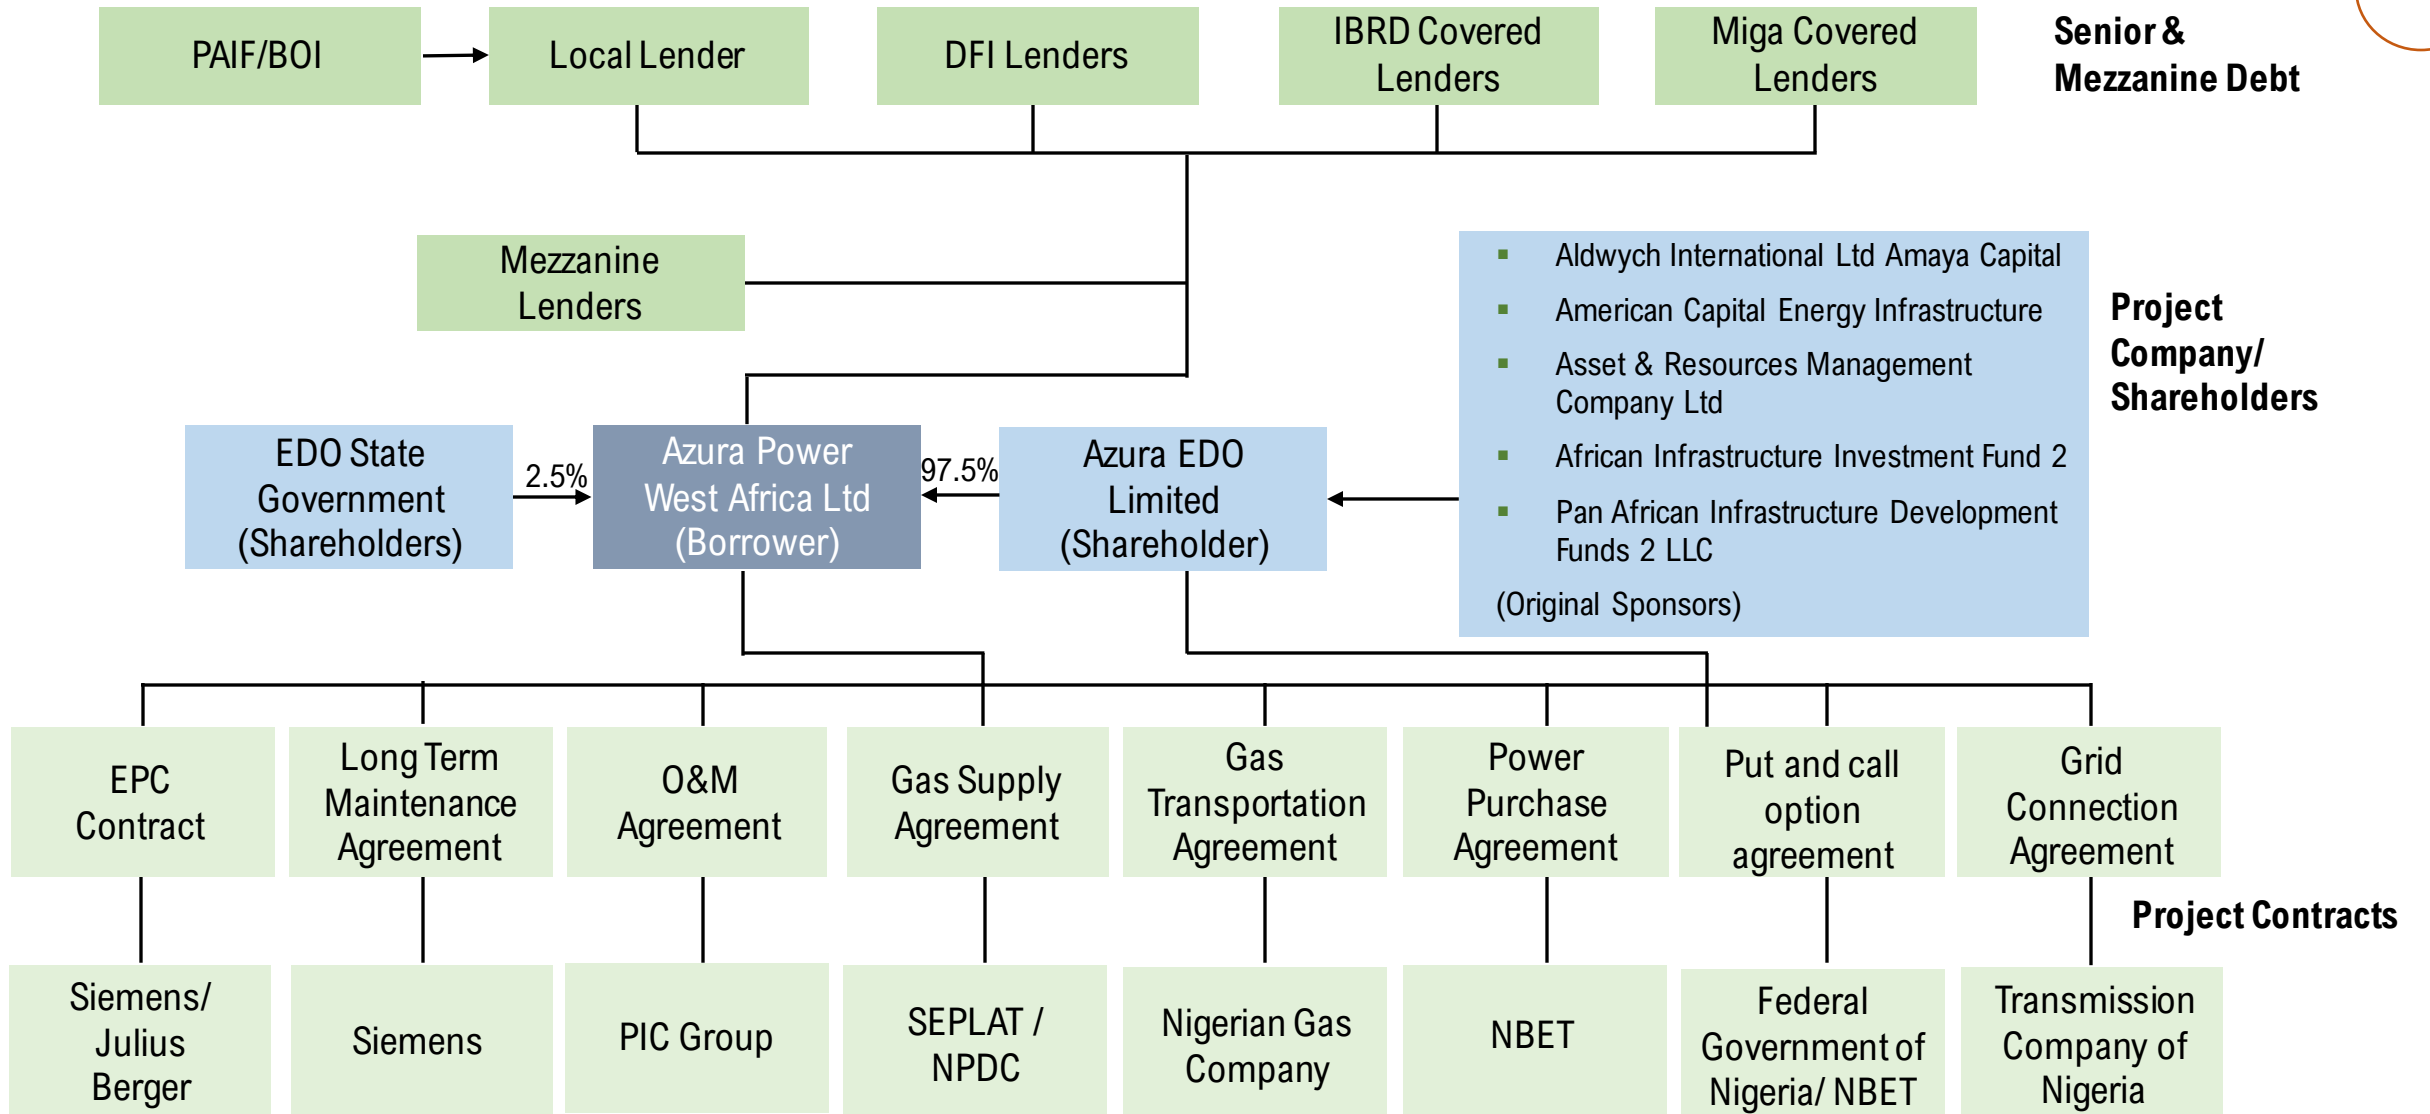 PAIF/BOI
Local Lender
DFI Lenders
IBRD Covered
Lenders
Miga Covered
Lenders
Senior &
Mezzanine Debt
Mezzanine
Lenders
▪ Aldwych International Ltd Amaya Capital
▪ American Capital Energy Infrastructure
▪ Asset & Resources Management
Company Ltd
▪ African Infrastructure Investment Fund 2
▪ Pan African Infrastructure Development
Funds 2 LLC
(Original Sponsors)
Project
Company/
Shareholders
EDO State
Government
(Shareholders)
2.5%
Azura Power
West Africa Ltd
(Borrower)
97.5%
Azura EDO
Limited
(Shareholder)
EPC
Contract
Long Term
Maintenance
Agreement
O&M
Agreement
Gas Supply
Agreement
Gas
Transportation
Agreement
Power
Purchase
Agreement
Put and call
option
agreement
Grid
Connection
Agreement
Project Contracts
Siemens/
Julius
Berger
Siemens
PIC Group
SEPLAT /
NPDC
Nigerian Gas
Company
NBET
Federal
Government of
Nigeria/ NBET
Transmission
Company of
Nigeria